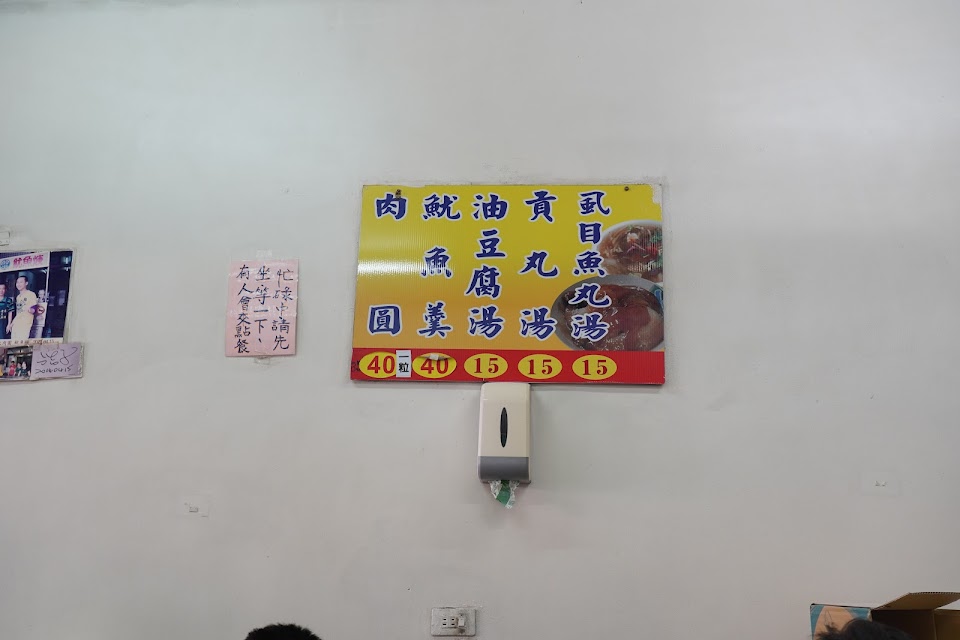 虱目魚丸湯
15
貢丸湯
15
油豆腐湯
15
魷魚羹
40
肉圓
40
一粒
忙碌中請先
坐等一下、
有人會來點餐